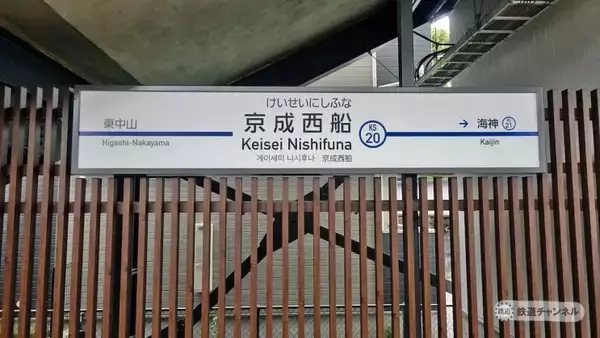 けいせいにしふな
東中山
Higashi-Nakayama
京成西船
Keisei Nishifuna
KS
20
게이세이 니시후나 京成西船
→ 海神
KS
21
Kaijin
鉄道 鉄道チャンネル